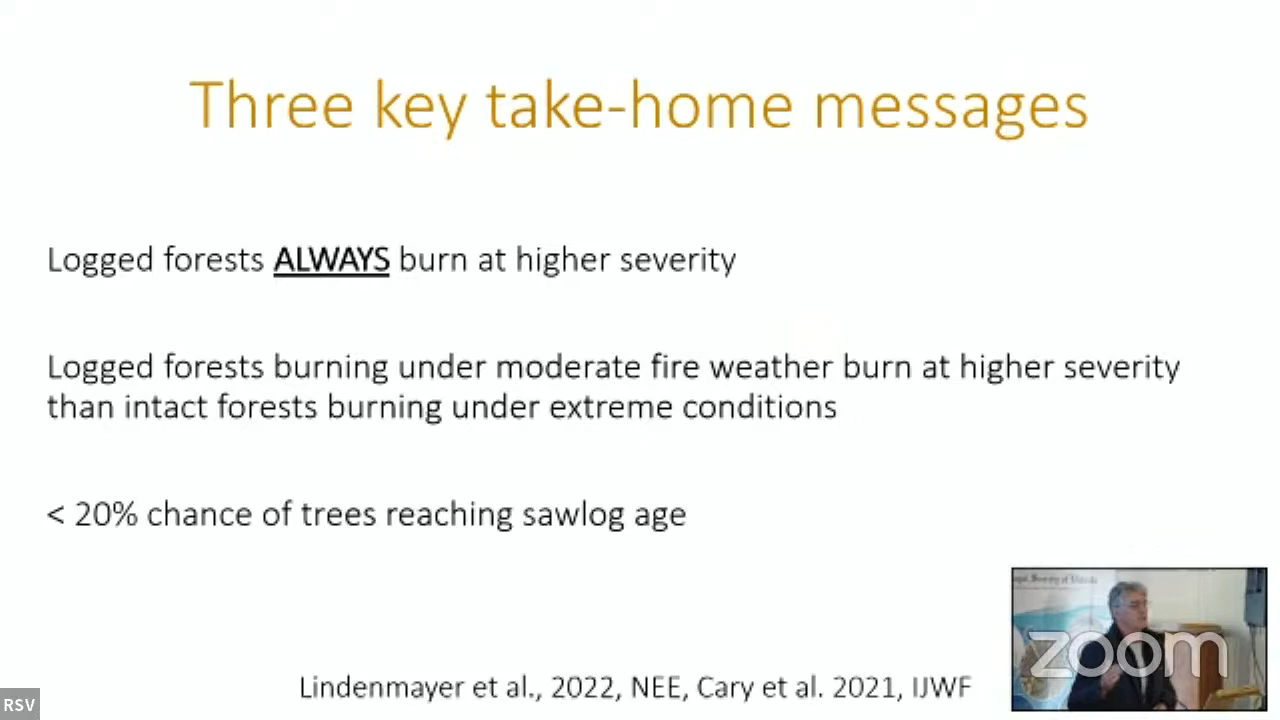 Three key take-home messages
Logged forests ALWAYS burn at higher severity
Logged forests burning under moderate fire weather burn at higher severity
than intact forests burning under extreme conditions
< 20% chance of trees reaching sawlog age
Lindenmayer et al., 2022, NEE, Cary et al. 2021, IJWF
zoom
RSV